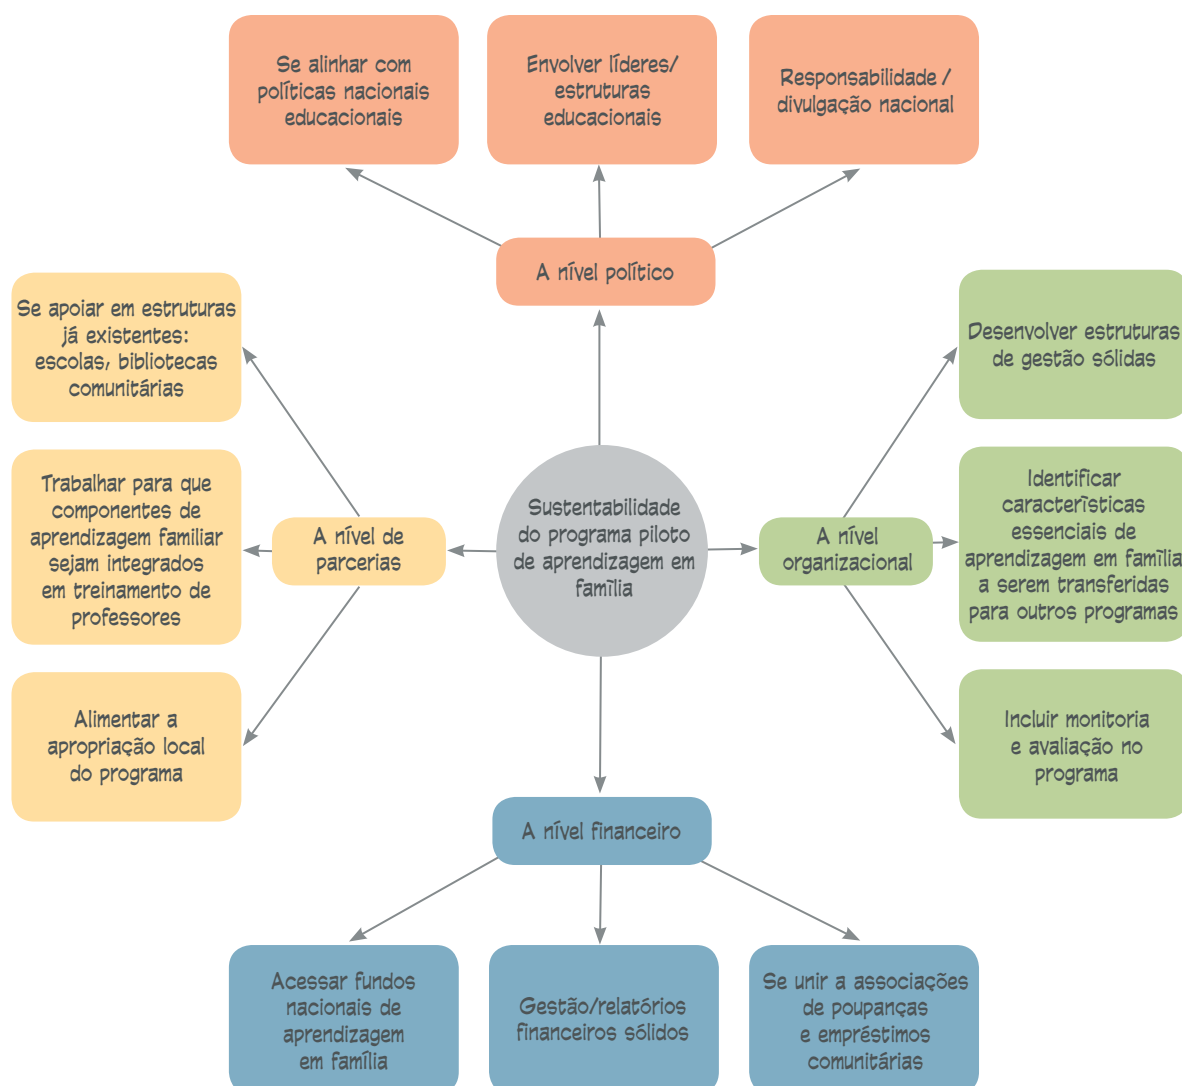 Se alinhar com
políticas nacionais
educacionais
Envolver líderes/
estruturas
educacionais
Responsabilidade /
divulgação nacional
A nível político
Se apoiar em estruturas
já existentes:
escolas, bibliotecas
comunitárias
Trabalhar para que
componentes de
aprendizagem familiar
sejam integrados
em treinamento de
professores
Alimentar a
apropriação local
do programa
A nível de
parcerias
Sustentabilidade
do programa piloto
de aprendizagem em
família
A nível
organizacional
Desenvolver estruturas
de gestão sólidas
Identificar
características
essenciais de
aprendizagem em família
a serem transferidas
para outros programas
Incluir monitoria
e avaliação no
programa
A nível financeiro
Acessar fundos
nacionais de
aprendizagem
em família
Gestão/relatórios
financeiros sólidos
Se unir a associações
de poupanças
e empréstimos
comunitárias